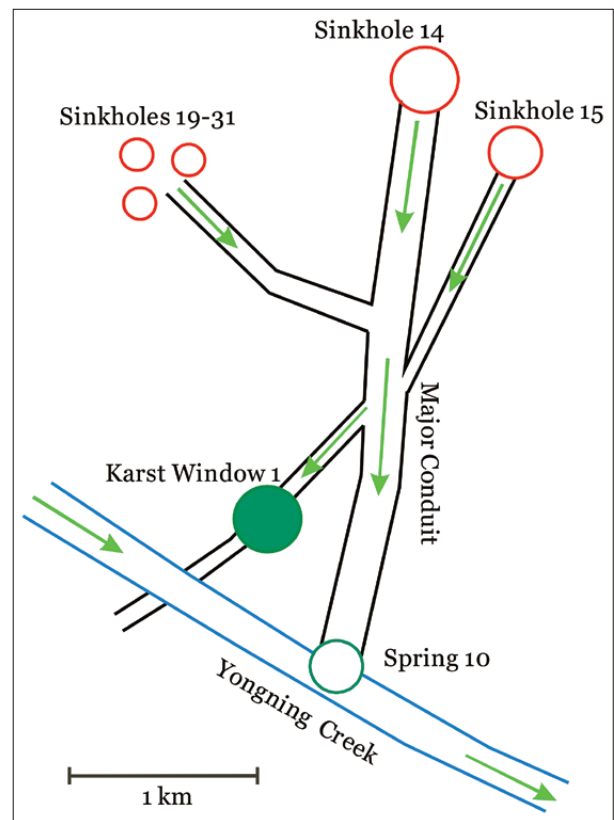 Sinkhole 14
Sinkhole 15
Sinkholes 19-31
Major Conduit
Karst Window 1
Spring 10
Yongning Creek
1 km